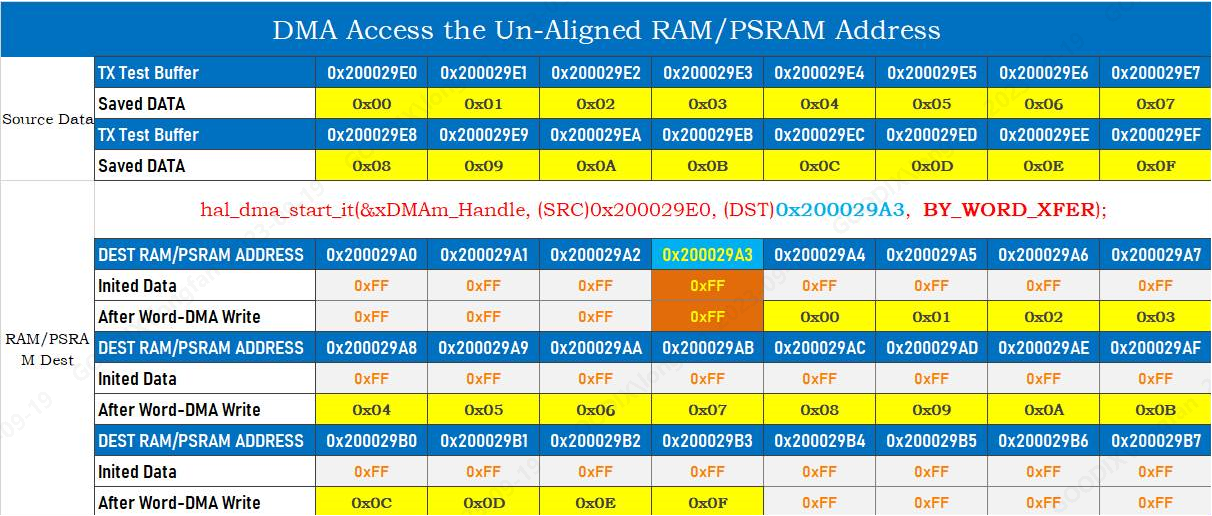 DMA Access the Un-Aligned RAM/PSRAM Address
Source Data
TX Test Buffer 0x200029E0 0x200029E1 0x200029E2 0x200029E3 0x200029E4 0x200029E5 0x200029E6 0x200029E7
Saved DATA 0x00 0x01 0x02 0x03 0x04 0x05 0x06 0x07
TX Test Buffer 0x200029E8 0x200029E9 0x200029EA 0x200029EB 0x200029EC 0x200029ED 0x200029EE 0x200029EF
Saved DATA 0x08 0x09 0x0A 0x0B 0x0C 0x0D 0x0E 0x0F
hal_dma_start_it(&xDMAm_Handle, (SRC)0x200029E0, (DST)0x200029A3, BY_WORD_XFER);
RAM/PSRA
M Dest
DEST RAM/PSRAM ADDRESS 0x200029A0 0x200029A1 0x200029A2 0x200029A3 0x200029A4 0x200029A5 0x200029A6 0x200029A7
Inited Data 0xFF 0xFF 0xFF 0xFF 0xFF 0xFF 0xFF 0xFF
After Word-DMA Write 0xFF 0xFF 0xFF 0xFF 0x00 0x01 0x02 0x03
DEST RAM/PSRAM ADDRESS 0x200029A8 0x200029A9 0x200029AA 0x200029AB 0x200029AC 0x200029AD 0x200029AE 0x200029AF
Inited Data 0xFF 0xFF 0xFF 0xFF 0xFF 0xFF 0xFF 0xFF
After Word-DMA Write 0x04 0x05 0x06 0x07 0x08 0x09 0x0A 0x0B
DEST RAM/PSRAM ADDRESS 0x200029B0 0x200029B1 0x200029B2 0x200029B3 0x200029B4 0x200029B5 0x200029B6 0x200029B7
Inited Data 0xFF 0xFF 0xFF 0xFF 0xFF 0xFF 0xFF 0xFF
After Word-DMA Write 0x0C 0x0D 0x0E 0x0F 0xFF 0xFF 0xFF 0xFF